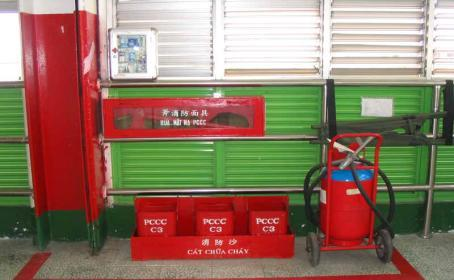 斧消防面具
BÚA MẶT NẠ PCCC
PCCC
C3
PCCC
C3
PCCC
C3
消防沙
CÁT CHỮA CHÁY